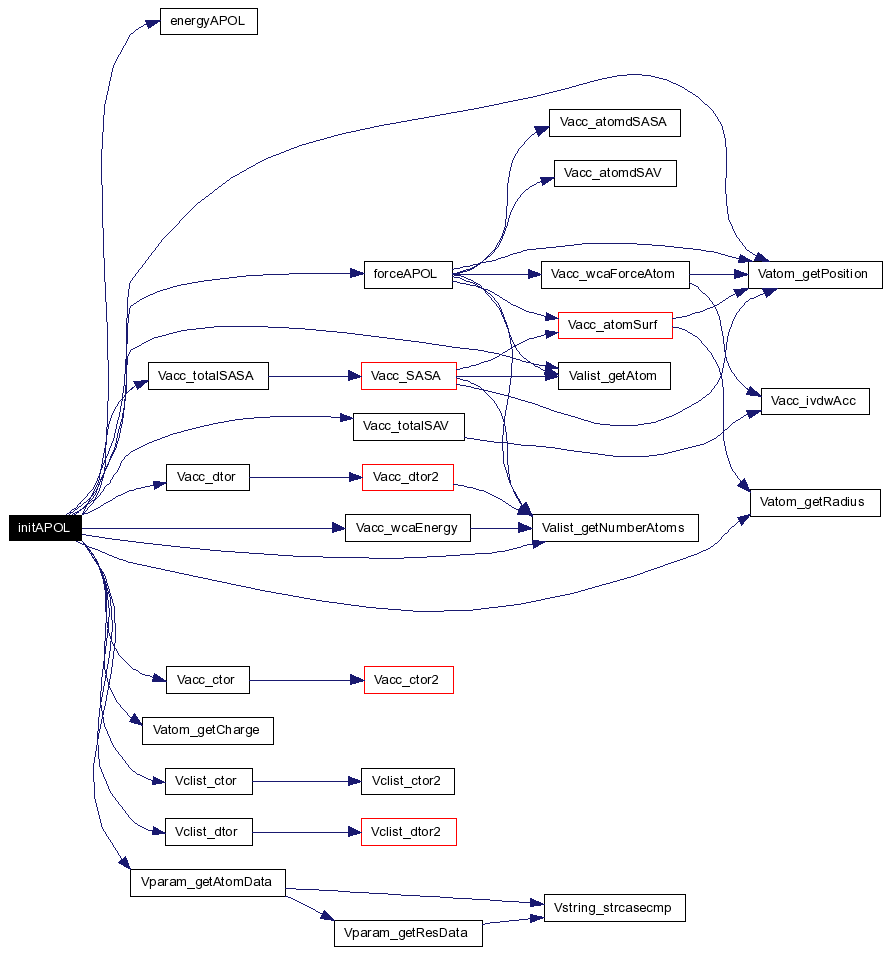 energyAPOL
Vacc_atomdSASA
Vacc_atomdSAV
forceAPOL
Vacc_wcaForceAtom
Vatom_getPosition
Vacc_atomSurf
Vacc_totalSASA
Vacc_SASA
Valist_getAtom
Vacc_ivdwAcc
Vacc_totalSAV
Vacc_dtor
Vacc_dtor2
Vatom_getRadius
initAPOL
Vacc_wcaEnergy
Valist_getNumberAtoms
Vacc_ctor
Vacc_ctor2
Vatom_getCharge
Vclist_ctor
Vclist_ctor2
Vclist_dtor
Vclist_dtor2
Vparam_getAtomData
Vstring_strcasecmp
Vparam_getResData